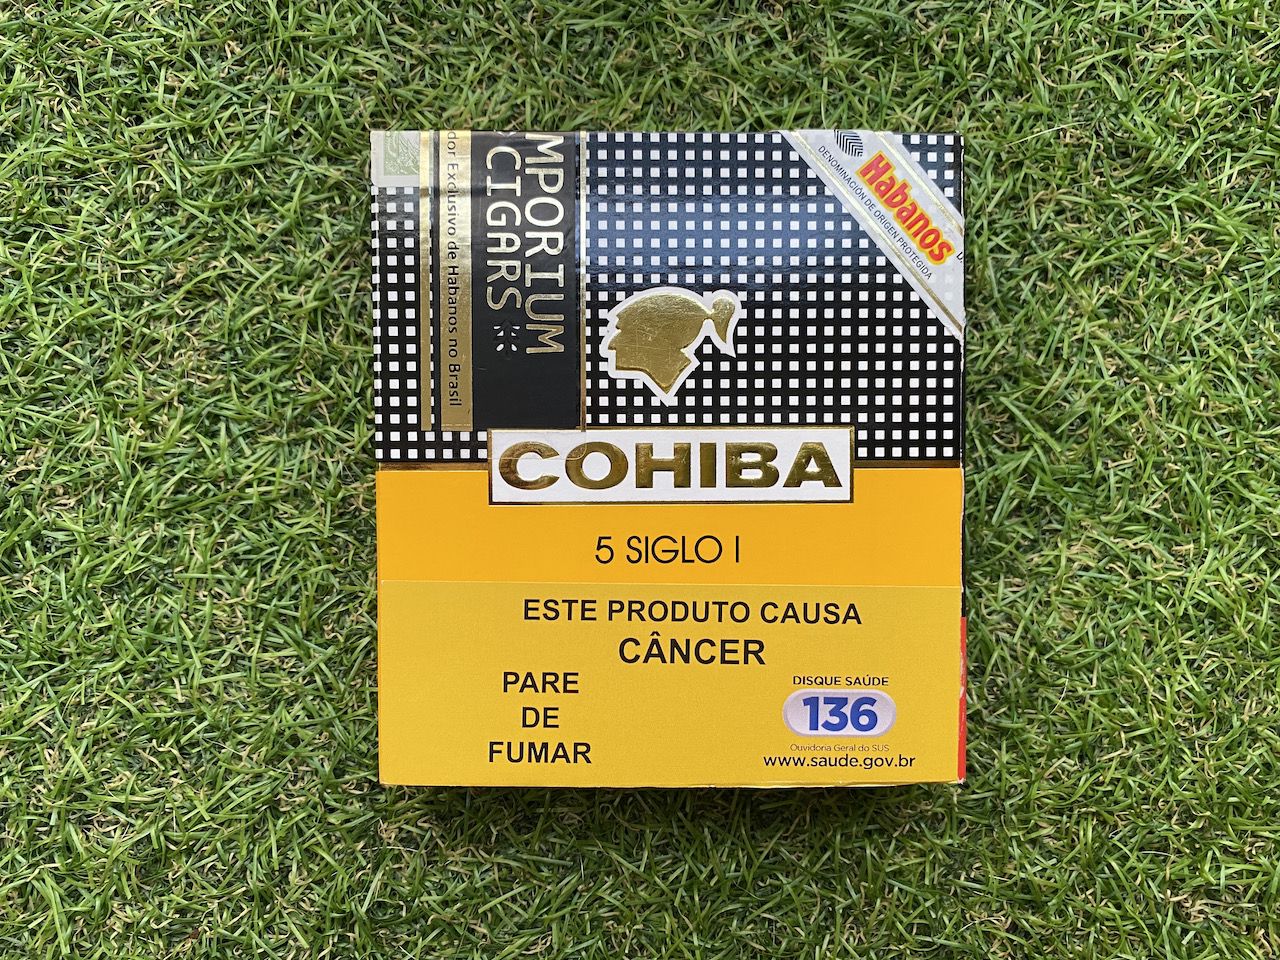 MPORIUM
CIGARS
dor Exclusivo de Habanos no Brasil
Habanos
DENOMINACIÓN DE ORIGEN PROTEGIDA
COHIBA
5 SIGLO I
ESTE PRODUTO CAUSA
CÂNCER
PARE
DE
FUMAR
DISQUE SAÚDE
136
Ouvidoria Geral do SUS
www.saude.gov.br